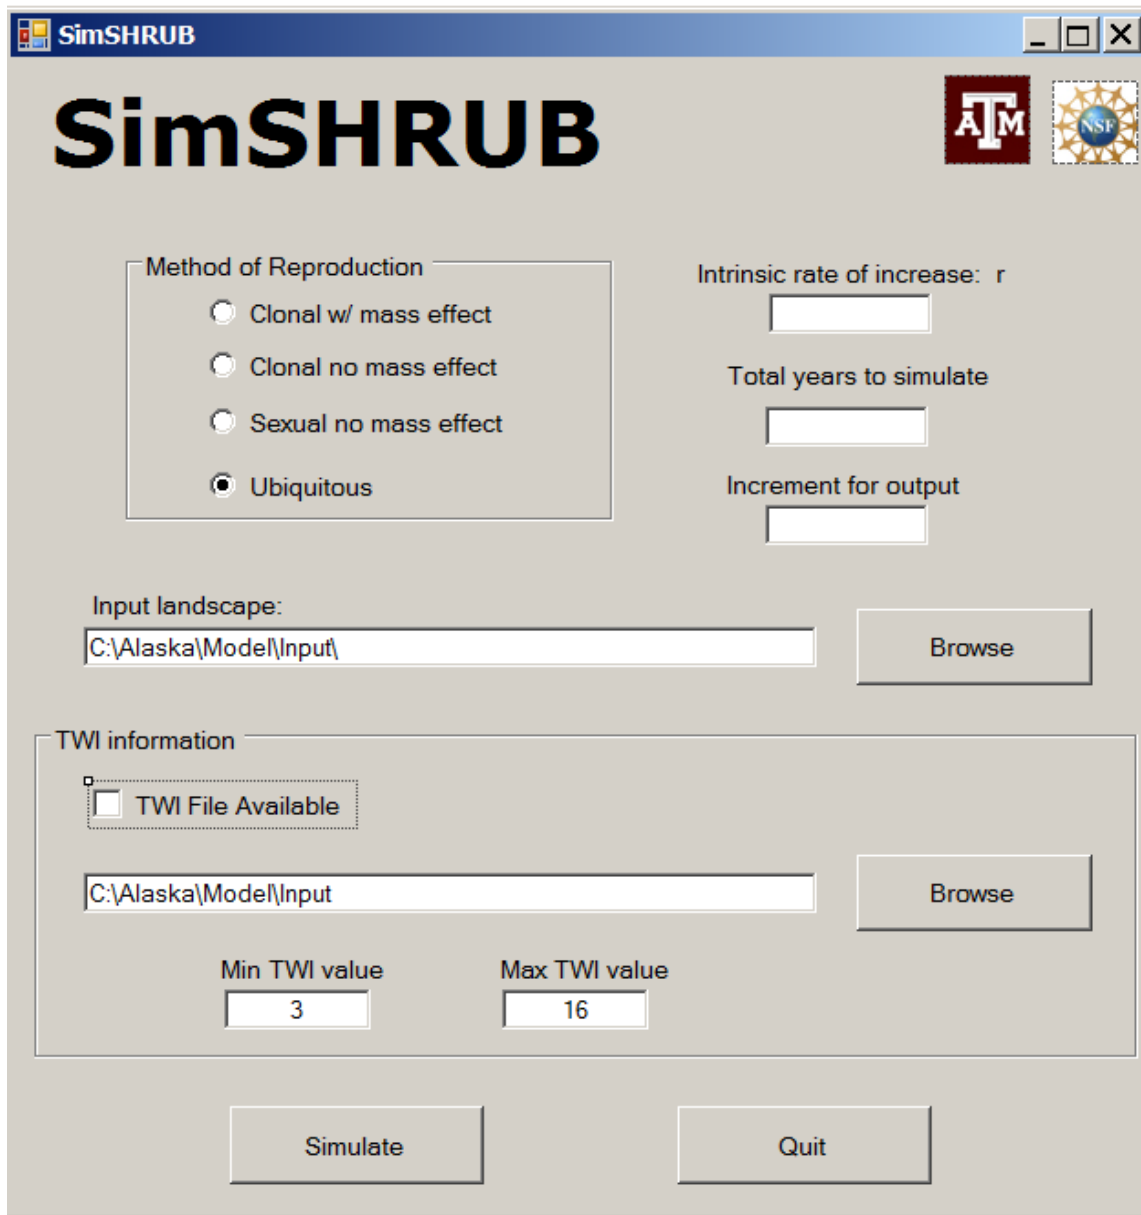 SimSHRUB
SimSHRUB
ATM
NSF
Method of Reproduction
Clonal w/ mass effect
Clonal no mass effect
Sexual no mass effect
Ubiquitous
Intrinsic rate of increase:  r
Total years to simulate
Increment for output
Input landscape:
C:\Alaska\Model\Input\
Browse
TWI information
TWI File Available
C:\Alaska\Model\Input
Browse
Min TWI value
3
Max TWI value
16
Simulate
Quit